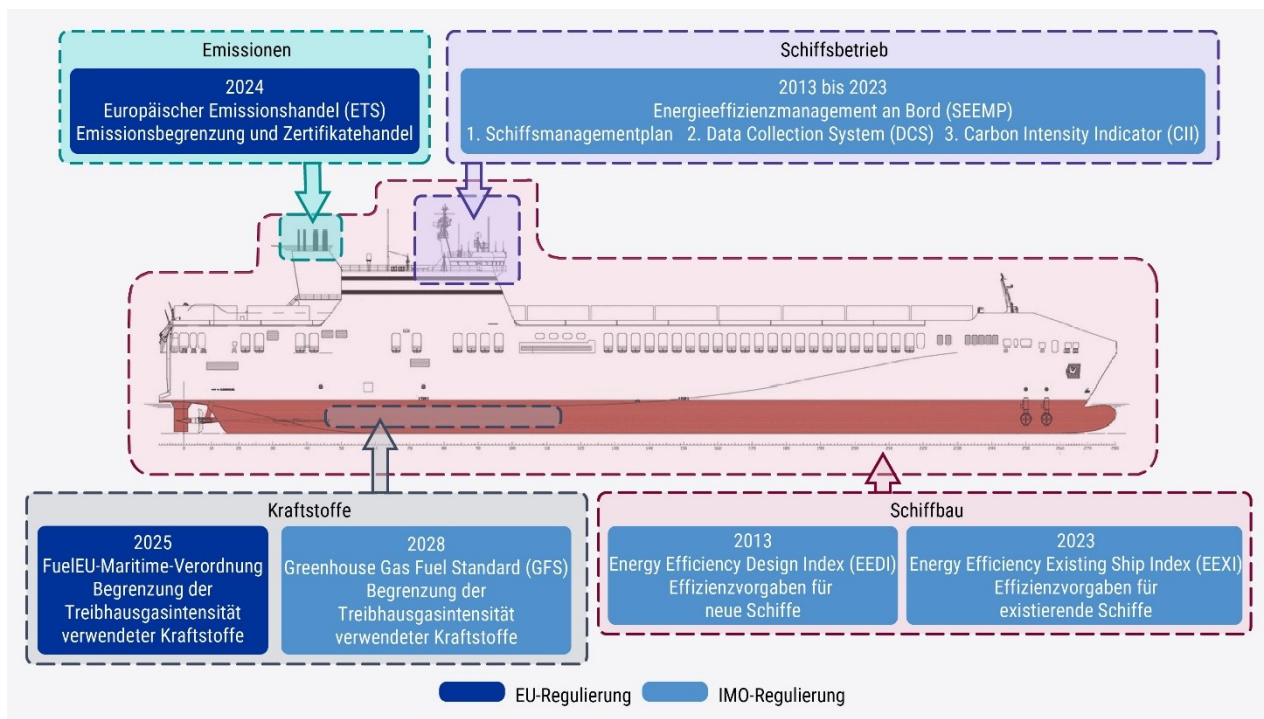 Emissionen
2024
Europäischer Emissionshandel (ETS)
Emissionsbegrenzung und Zertifikatehandel
Schiffsbetrieb
2013 bis 2023
Energieeffizienzmanagement an Bord (SEEMP)
1. Schiffsmanagementplan 2. Data Collection System (DCS) 3. Carbon Intensity Indicator (CII)
Kraftstoffe
2025
FuelEU-Maritime-Verordnung
Begrenzung der
Treibhausgasintensität
verwendeter Kraftstoffe
2028
Greenhouse Gas Fuel Standard (GFS)
Begrenzung der
Treibhausgasintensität
verwendeter Kraftstoffe
Schiffbau
2013
Energy Efficiency Design Index (EEDI)
Effizienzvorgaben für
neue Schiffe
2023
Energy Efficiency Existing Ship Index (EEXI)
Effizienzvorgaben für
existierende Schiffe
EU-Regulierung
IMO-Regulierung